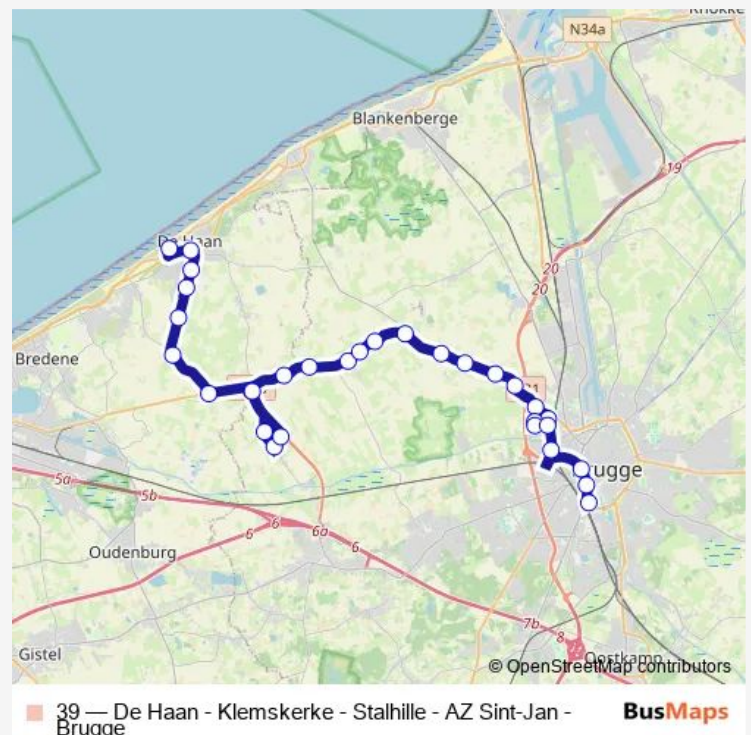 Knokke
N34a
Blankenberge
19
De Haan
20
20
Bredene
31
Brugge
5a
5b
6
6
6a
6
Oudenburg
7b
8
Gistel
Oostkamp
© OpenStreetMap contributors
39 — De Haan - Klemskerke - Stalhille - AZ Sint-Jan -
Brugge
BusMaps